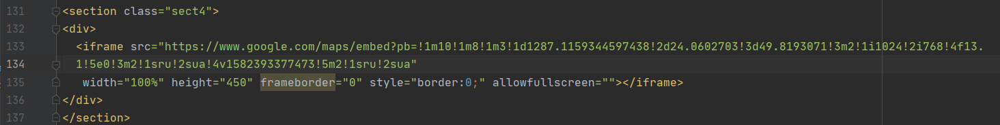 131 <section class="sect4">
132 <div>
133 <iframe src="https://www.google.com/maps/embed?pb=!1m10!1m8!1m3!1d1287.1159344597438!2d24.0602703!3d49.8193071!3m2!1i1024!2i768!4f13.
134 1!5e0!3m2!1sru!2sua!4v1582393377473!5m2!1sru!2sua"
135 width="100%" height="450" frameborder="0" style="border:0;" allowfullscreen=""></iframe>
136 </div>
137 </section>